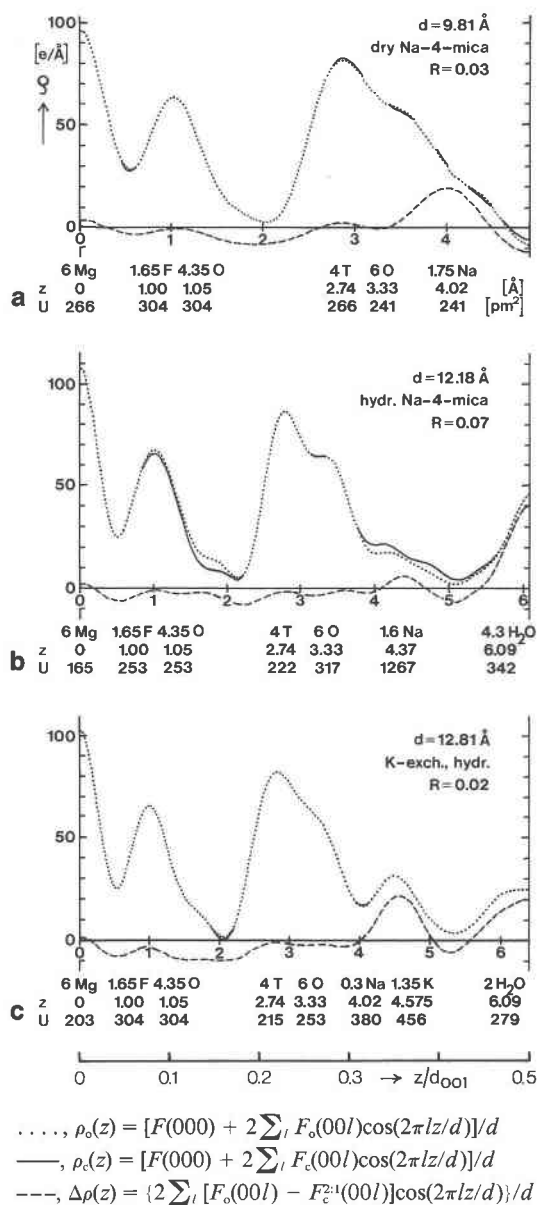 100
[e/Å]
ρ
50
0
d=9.81 Å
dry Na-4-mica
R=0.03
1 2 3 4
6 Mg 1.65 F 4.35 O 4 T 6 O 1.75 Na
z 0 1.00 1.05 2.74 3.33 4.02 [Å]
a U 266 304 304 266 241 241 [pm²]
100
50
0
d=12.18 Å
hydr. Na-4-mica
R=0.07
1 2 3 4 5 6
6 Mg 1.65 F 4.35 O 4 T 6 O 1.6 Na 4.3 H₂O
z 0 1.00 1.05 2.74 3.33 4.37 6.09
b U 165 253 253 222 317 1267 342
100
50
0
d=12.81 Å
K-exch., hydr.
R=0.02
1 2 3 4 5 6
6 Mg 1.65 F 4.35 O 4 T 6 O 0.3 Na 1.35 K 2 H₂O
z 0 1.00 1.05 2.74 3.33 4.02 4.575 6.09
c U 203 304 304 215 253 380 456 279
0 0.1 0.2 0.3 → z/d₀₀₁ 0.5
...., ρₒ(z) = [F(000) + 2 ∑ₗ Fₒ(00l)cos(2πlz/d)]/d
——, ρ_c(z) = [F(000) + 2 ∑ₗ F_c(00l)cos(2πlz/d)]/d
---, Δρ(z) = {2 ∑ₗ [Fₒ(00l) − F_c^{2:1}(00l)]cos(2πlz/d)}/d